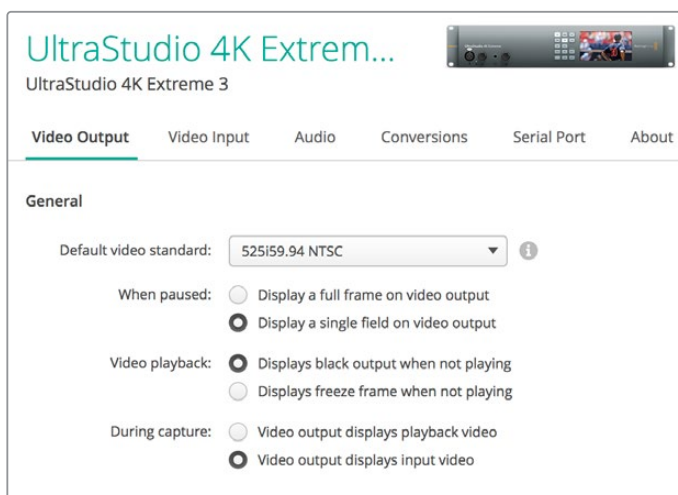 UltraStudio 4K Extrem...
UltraStudio 4K Extreme 3
Video Output Video Input Audio Conversions Serial Port About
General
Default video standard: 525i59.94 NTSC
When paused: Display a full frame on video output
Display a single field on video output
Video playback: Displays black output when not playing
Displays freeze frame when not playing
During capture: Video output displays playback video
Video output displays input video